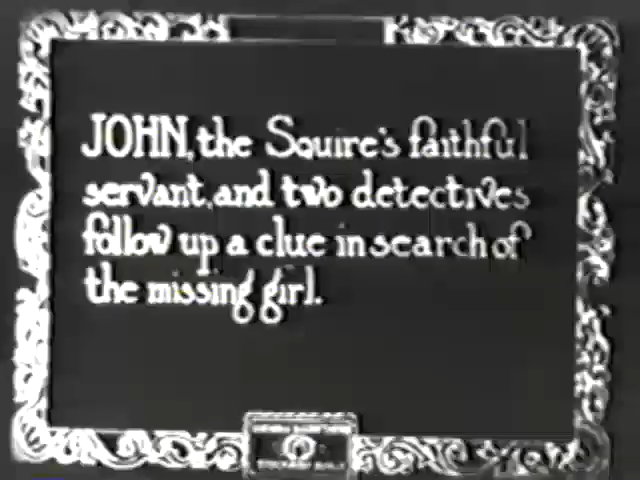 JOHN, the Squire's faithful
servant, and two detectives
follow up a clue in search of
the missing girl.